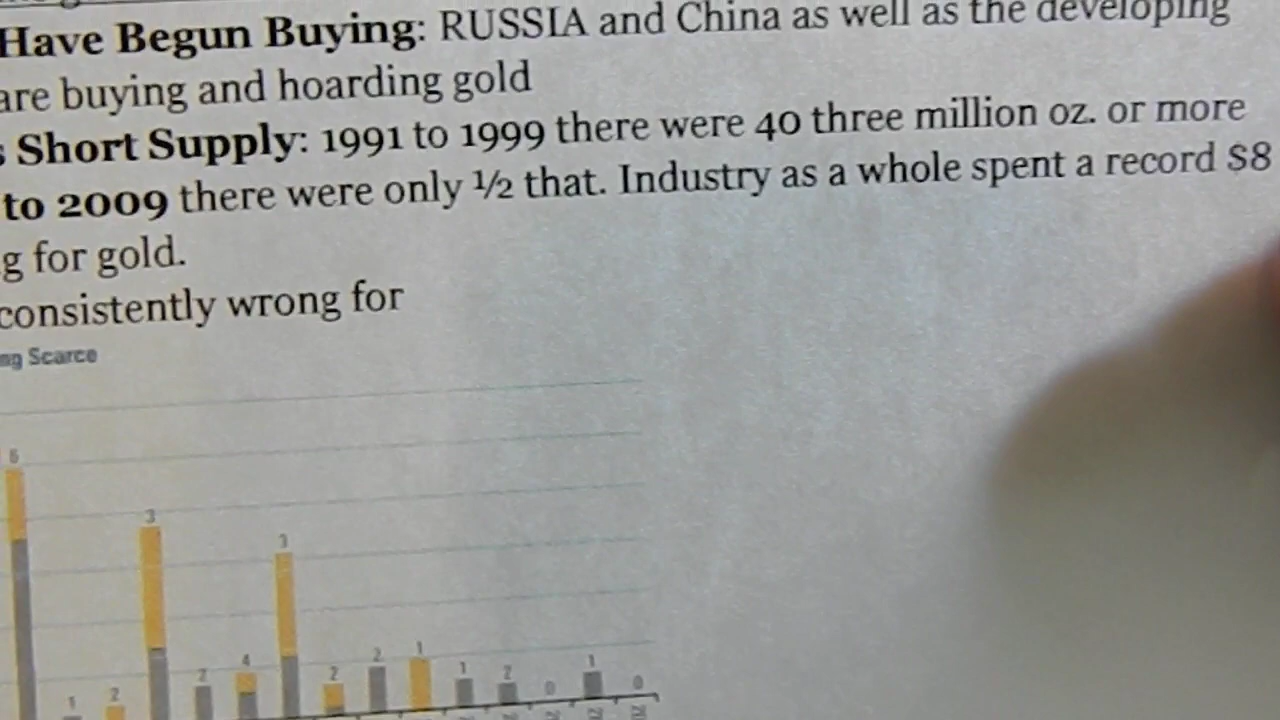 Have Begun Buying: RUSSIA and China as well as the developing
are buying and hoarding gold
Short Supply: 1991 to 1999 there were 40 three million oz. or more
to 2009 there were only ½ that. Industry as a whole spent a record $8
g for gold.
consistently wrong for
ng Scarce
6
3
3
1
2
2
4
2
2
1
1
2
0
1
0